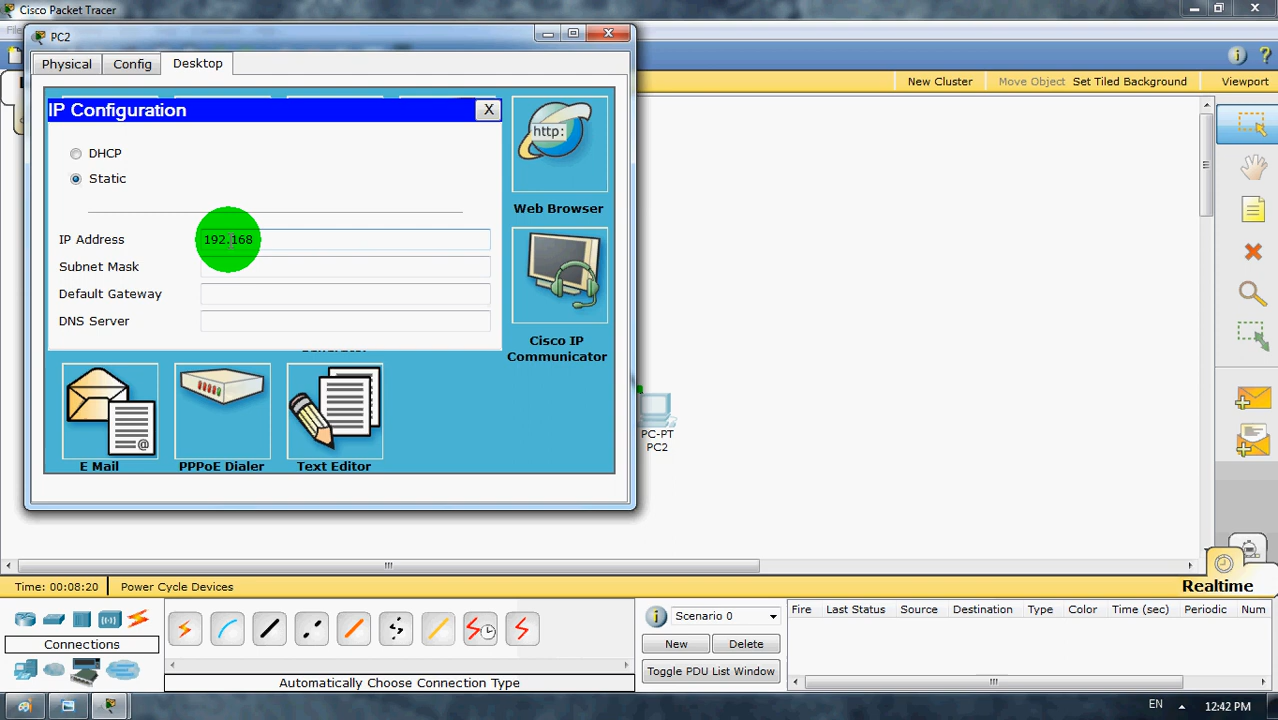 Cisco Packet Tracer
PC2
Physical
Config
Desktop
New Cluster
Move Object
Set Tiled Background
Viewport
IP Configuration
X
http:
DHCP
Static
Web Browser
IP Address
192.168
Subnet Mask
Default Gateway
DNS Server
Cisco IP
Communicator
PC-PT
PC2
@
E Mail
PPPoE Dialer
Text Editor
Time: 00:08:20
Power Cycle Devices
Realtime
Connections
Automatically Choose Connection Type
Scenario 0
New
Delete
Toggle PDU List Window
Fire
Last Status
Source
Destination
Type
Color
Time (sec)
Periodic
Num
EN
12:42 PM